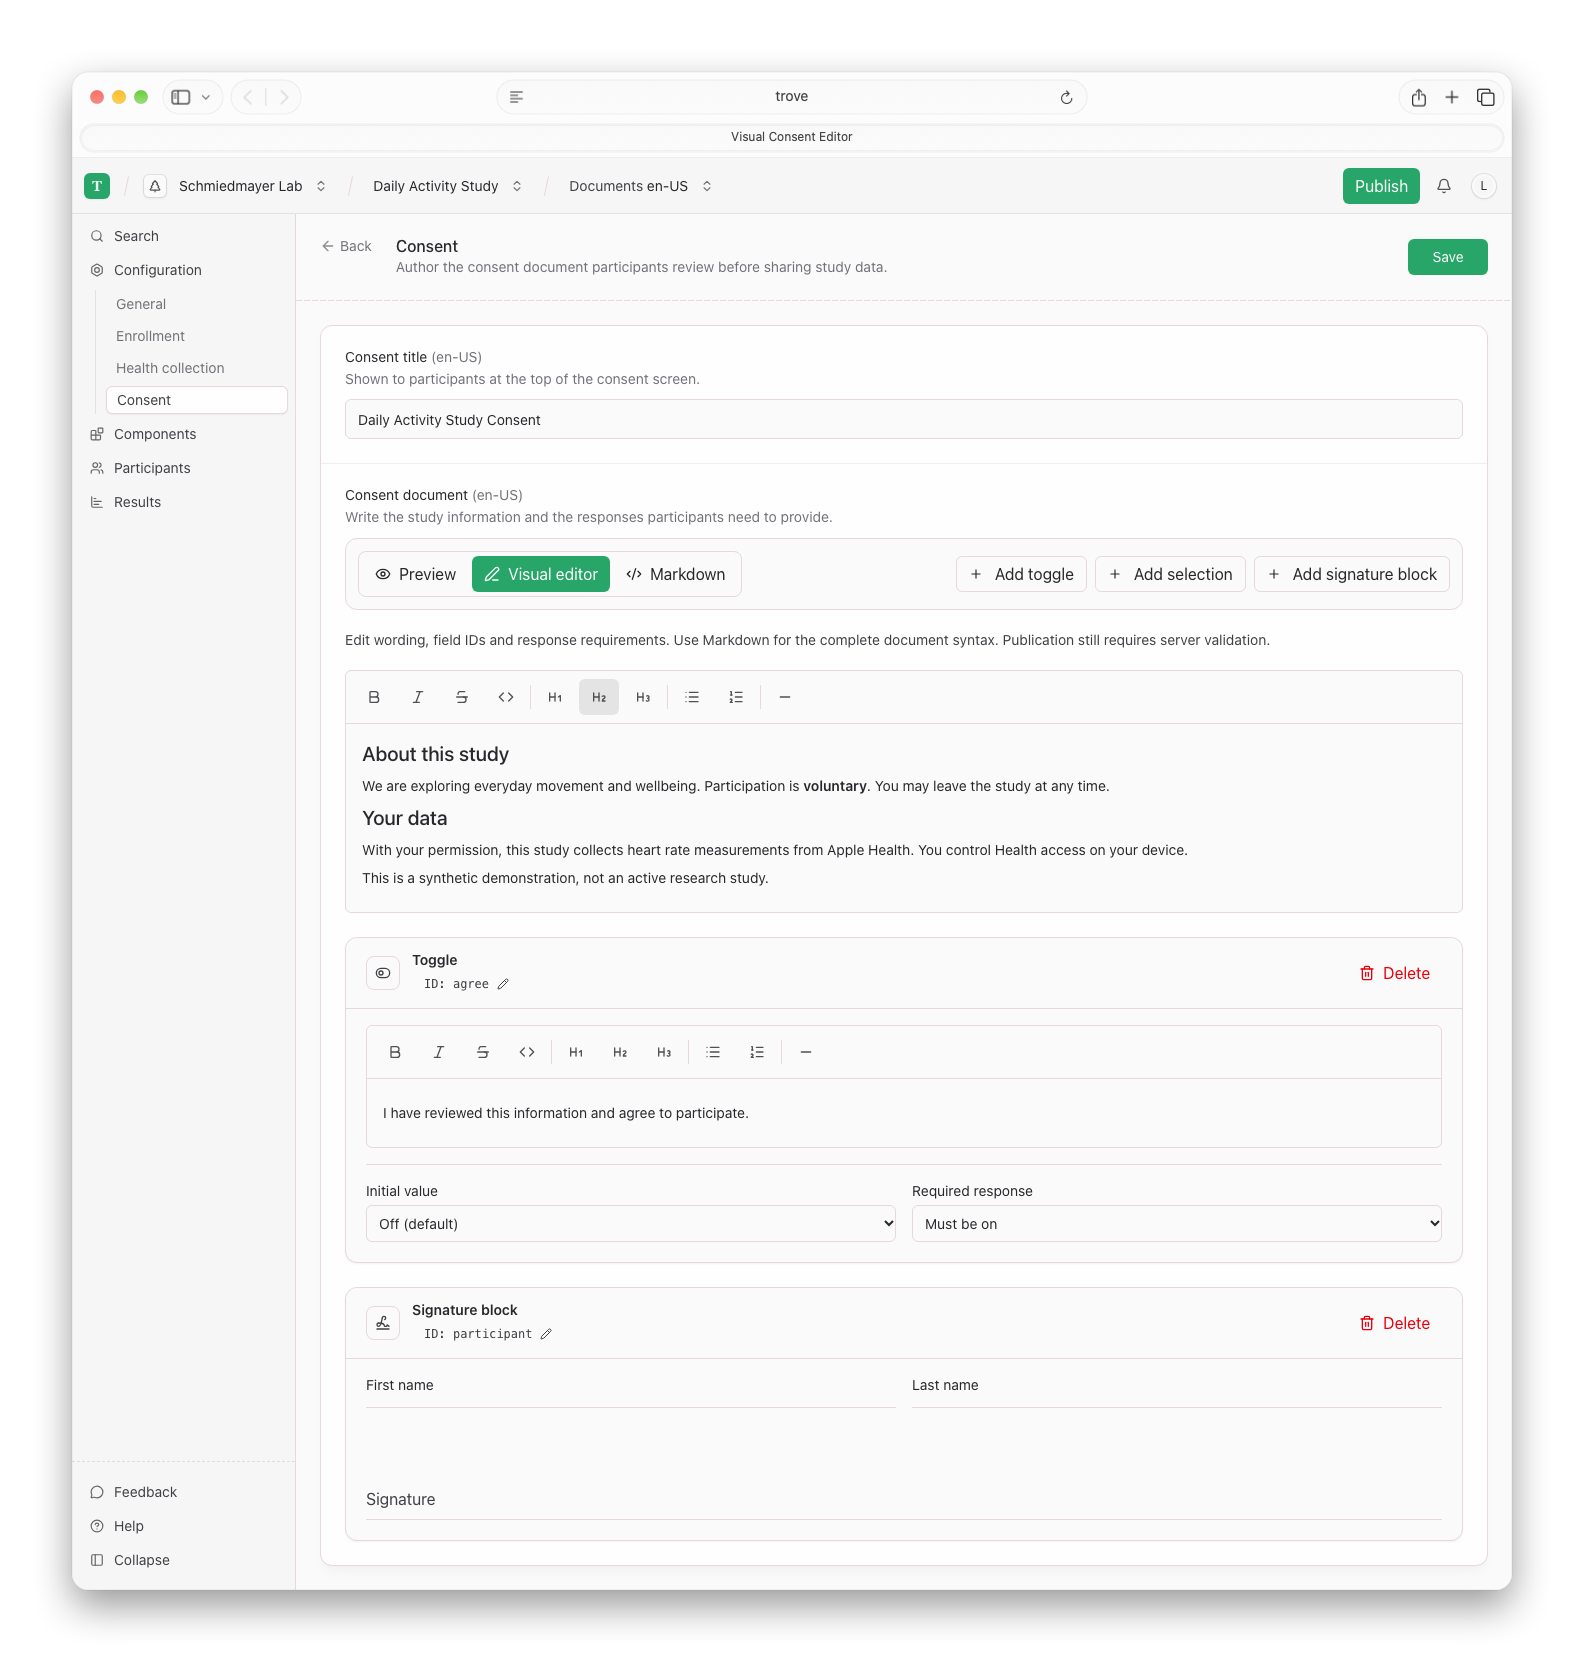 trove
Visual Consent Editor
T / Schmiedmayer Lab / Daily Activity Study / Documents en-US Publish L
Search
Configuration
General
Enrollment
Health collection
Consent
Components
Participants
Results
Feedback
Help
Collapse
Back
Consent
Author the consent document participants review before sharing study data.
Save
Consent title (en-US)
Shown to participants at the top of the consent screen.
Daily Activity Study Consent
Consent document (en-US)
Write the study information and the responses participants need to provide.
Preview Visual editor Markdown + Add toggle + Add selection + Add signature block
Edit wording, field IDs and response requirements. Use Markdown for the complete document syntax. Publication still requires server validation.
B I S <> H1 H2 H3
About this study
We are exploring everyday movement and wellbeing. Participation is voluntary. You may leave the study at any time.
Your data
With your permission, this study collects heart rate measurements from Apple Health. You control Health access on your device.
This is a synthetic demonstration, not an active research study.
Toggle
ID: agree
Delete
B I S <> H1 H2 H3
I have reviewed this information and agree to participate.
Initial value Required response
Off (default) Must be on
Signature block
ID: participant
Delete
First name Last name
Signature